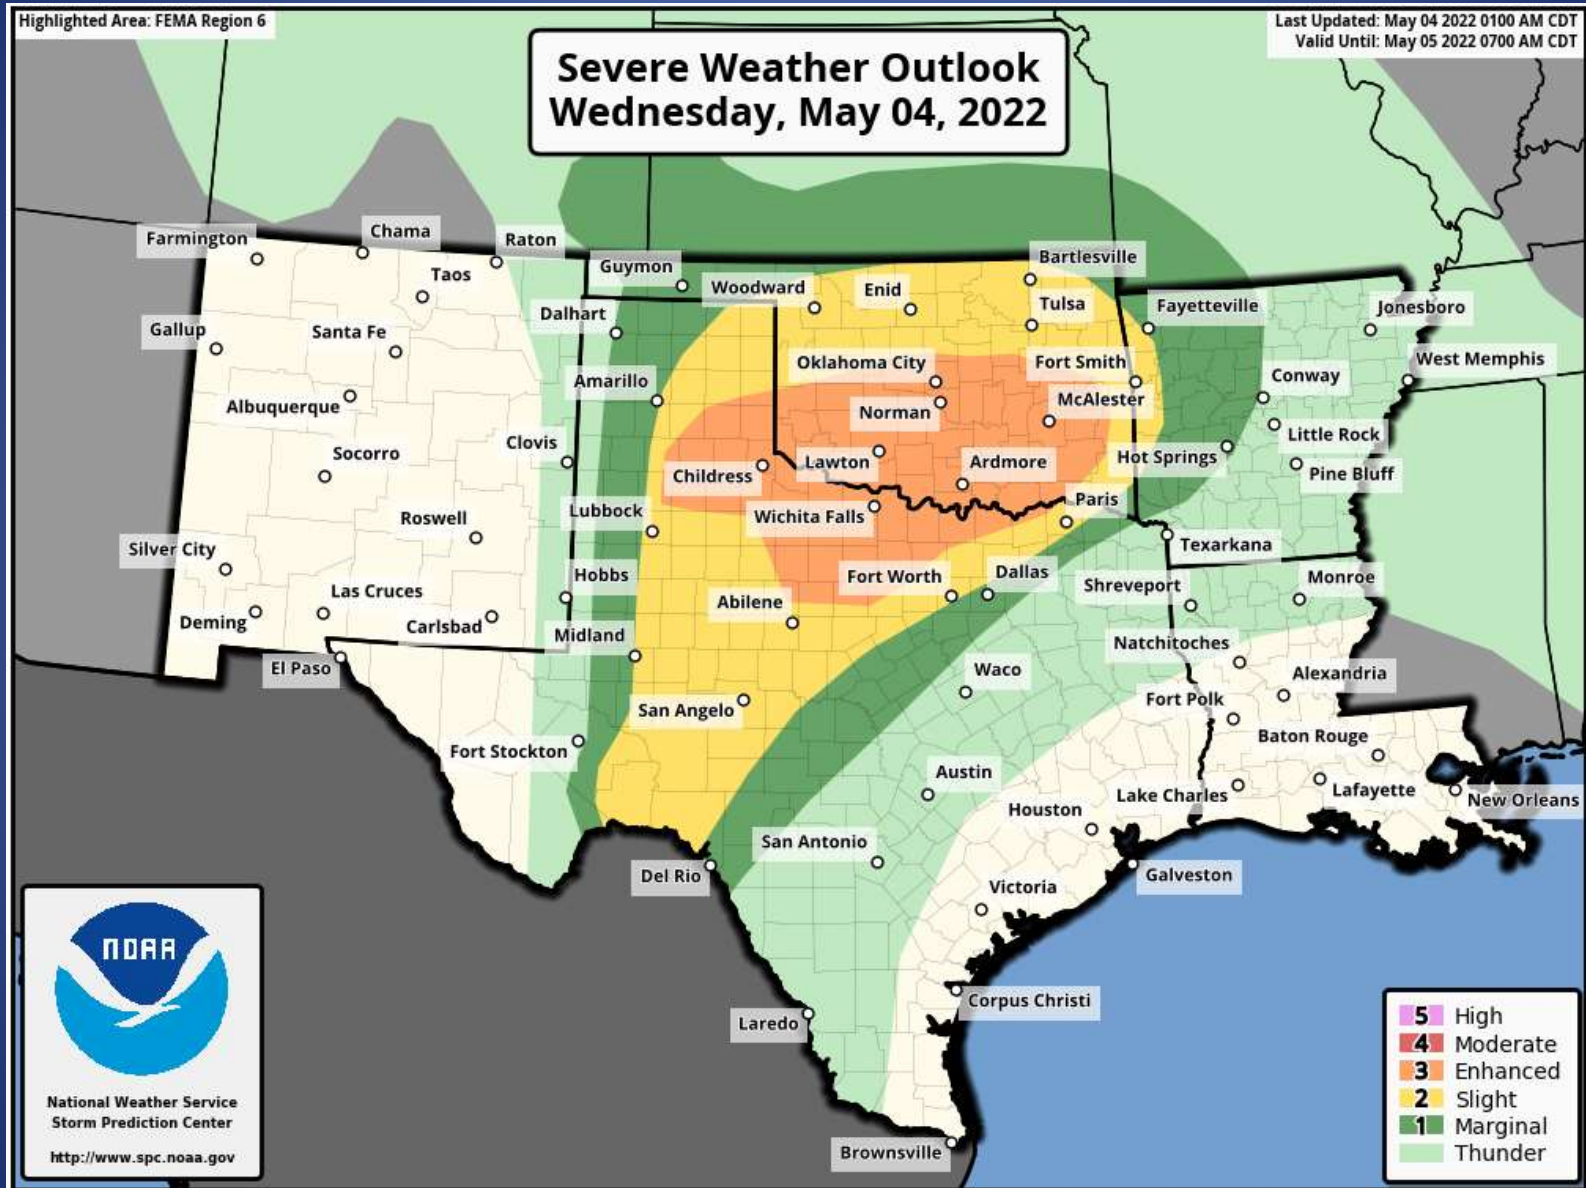 Highlighted Area: FEMA Region 6
Last Updated: May 04 2022 0100 AM CDT
Valid Until: May 05 2022 0700 AM CDT
Severe Weather Outlook
Wednesday, May 04, 2022
Farmington
Chama
Raton
Taos
Guymon
Woodward
Enid
Bartlesville
Tulsa
Fayetteville
Jonesboro
Gallup
Santa Fe
Dalhart
Oklahoma City
Fort Smith
West Memphis
Albuquerque
Amarillo
Norman
McAlester
Conway
Socorro
Clovis
Childress
Lawton
Ardmore
Hot Springs
Little Rock
Pine Bluff
Roswell
Lubbock
Wichita Falls
Paris
Texarkana
Silver City
Las Cruces
Hobbs
Fort Worth
Dallas
Shreveport
Monroe
Deming
Carlsbad
Abilene
Midland
Natchitoches
El Paso
Waco
Alexandria
San Angelo
Fort Polk
Fort Stockton
Baton Rouge
Austin
Houston
Lake Charles
Lafayette
New Orleans
San Antonio
Del Rio
Victoria
Galveston
Laredo
Corpus Christi
Brownsville
NOAA
National Weather Service
Storm Prediction Center
http://www.spc.noaa.gov
5 High
4 Moderate
3 Enhanced
2 Slight
1 Marginal
Thunder